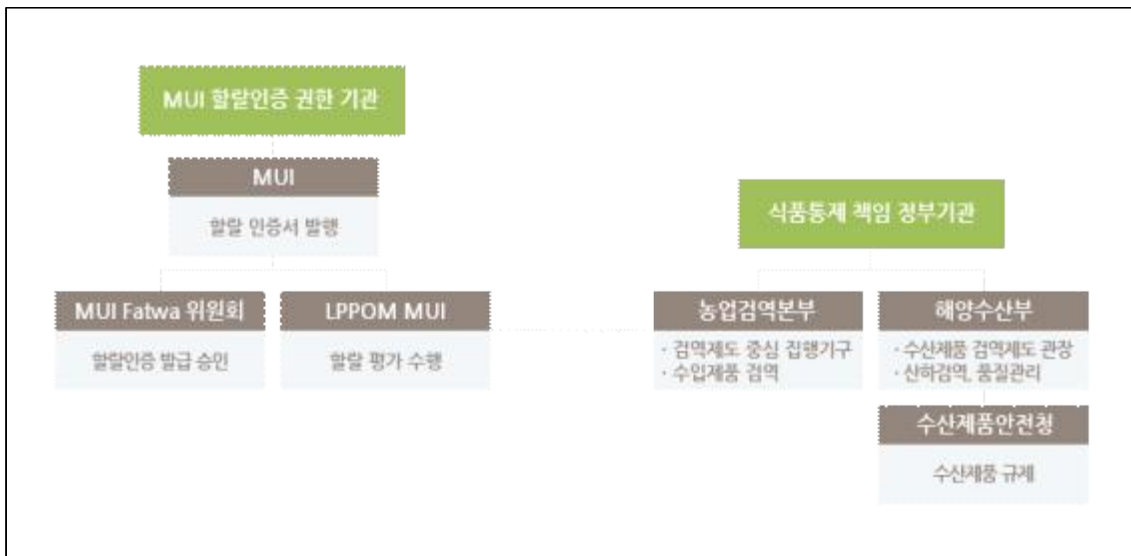 MUI 할랄인증 권한 기관
MUI
할랄 인증서 발행
MUI Fatwa 위원회
할랄인증 발급 승인
LPPOM MUI
할랄 평가 수행
식품통제 책임 정부기관
농업검역본부
· 검역제도 중심 집행기구
· 수입제품 검역
해양수산부
· 수산제품 검역제도 관장
· 산하검역, 품질관리
수산제품안전청
수산제품 규제